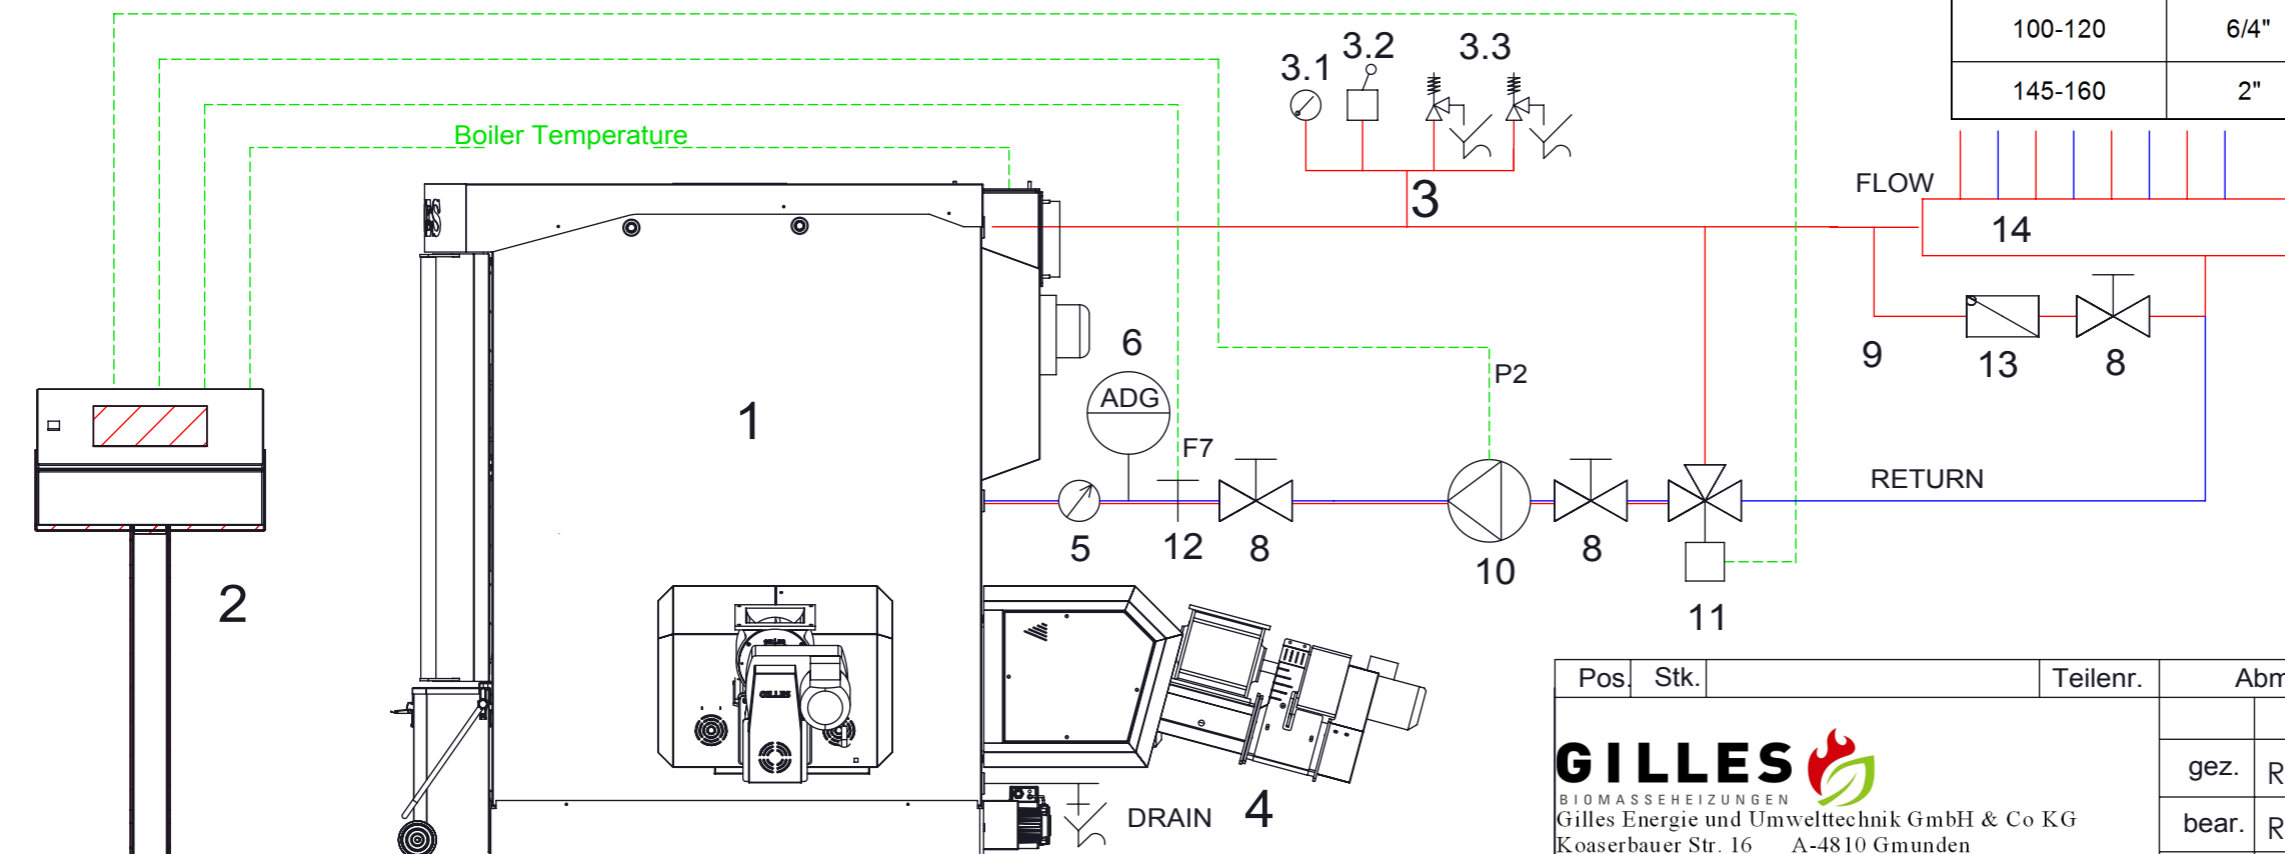 100-120 6/4"
145-160 2"
3.1 3.2 3.3
Boiler Temperature
3
FLOW
14
6
ADG
P2
9 13 8
1
F7
RETURN
5 12 8 10 8
11
2
Pos. Stk. Teilenr. Abm
GILLES
GILLES
BIOMASSEHEIZUNGEN
gez. R
Gilles Energie und Umwelttechnik GmbH & Co KG
bear. R
Koaserbauer Str. 16 A-4810 Gmunden
DRAIN 4